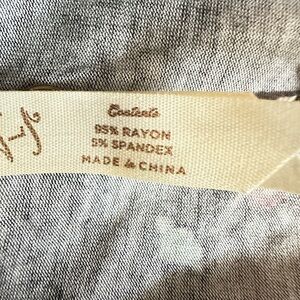 Contents
95% RAYON
5% SPANDEX
MADE in CHINA